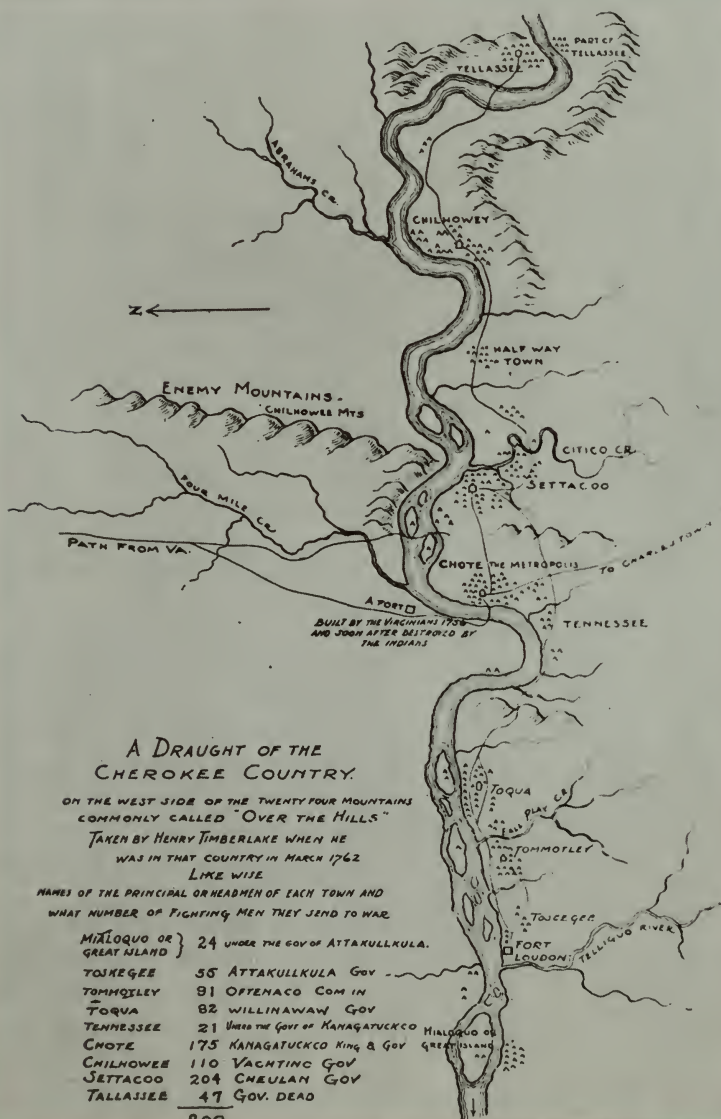 PART OF
TELLASSEE
TELLASSEE
ABRAHAMS CR.
CHILHOWEY
Z
HALF WAY
TOWN
ENEMY MOUNTAINS-
CHILHOWEE MTS
CITICO CR.
SETTACOO
FOUR MILE CR
PATH FROM VA.
CHOTE THE METROPOLIS
TO CHARLESTOWN
A FORT
BUILT BY THE VIRGINIANS 1756
AND SOON AFTER DESTROYED BY
THE INDIANS
TENNESSEE
A DRAUGHT OF THE
CHEROKEE COUNTRY.
ON THE WEST SIDE OF THE TWENTY FOUR MOUNTAINS
COMMONLY CALLED "OVER THE HILLS"
TAKEN BY HENRY TIMBERLAKE WHEN HE
WAS IN THAT COUNTRY IN MARCH 1762
LIKE WISE
NAMES OF THE PRINCIPAL OR HEADMEN OF EACH TOWN AND
WHAT NUMBER OF FIGHTING MEN THEY SEND TO WAR
TOQUA
BALL PLAY CR.
TOMMOTLEY
TOSKEGEE
FORT
LOUDON
TELLIQUO RIVER
MIALOQUO OR
GREAT ISLAND
MIALOQUO OR } 24 UNDER THE GOV OF ATTAKULLKULA.
GREAT ISLAND
TOSKEGEE 55 ATTAKULLKULA GOV
TOMMOTLEY 91 OSTENACO COM IN
TOQUA 82 WILLINAWAW GOV
TENNESSEE 21 UNDER THE GOVT OF KANAGATUCKCO
CHOTE 175 KANAGATUCKCO KING & GOV
CHILHOWEE 110 YACHTINO GOV
SETTACOO 204 CHEULAH GOV
TALLASSEE 47 GOV. DEAD